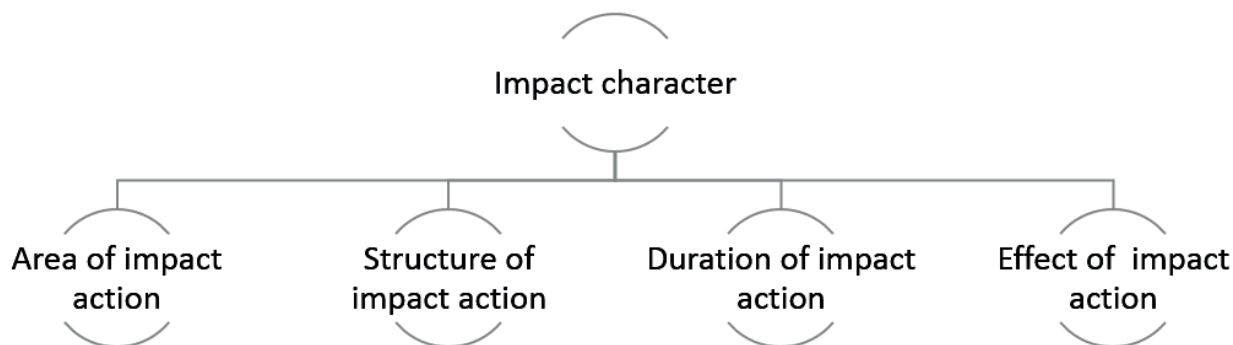 Impact character
Area of impact
action
Structure of
impact action
Duration of impact
action
Effect of  impact
action